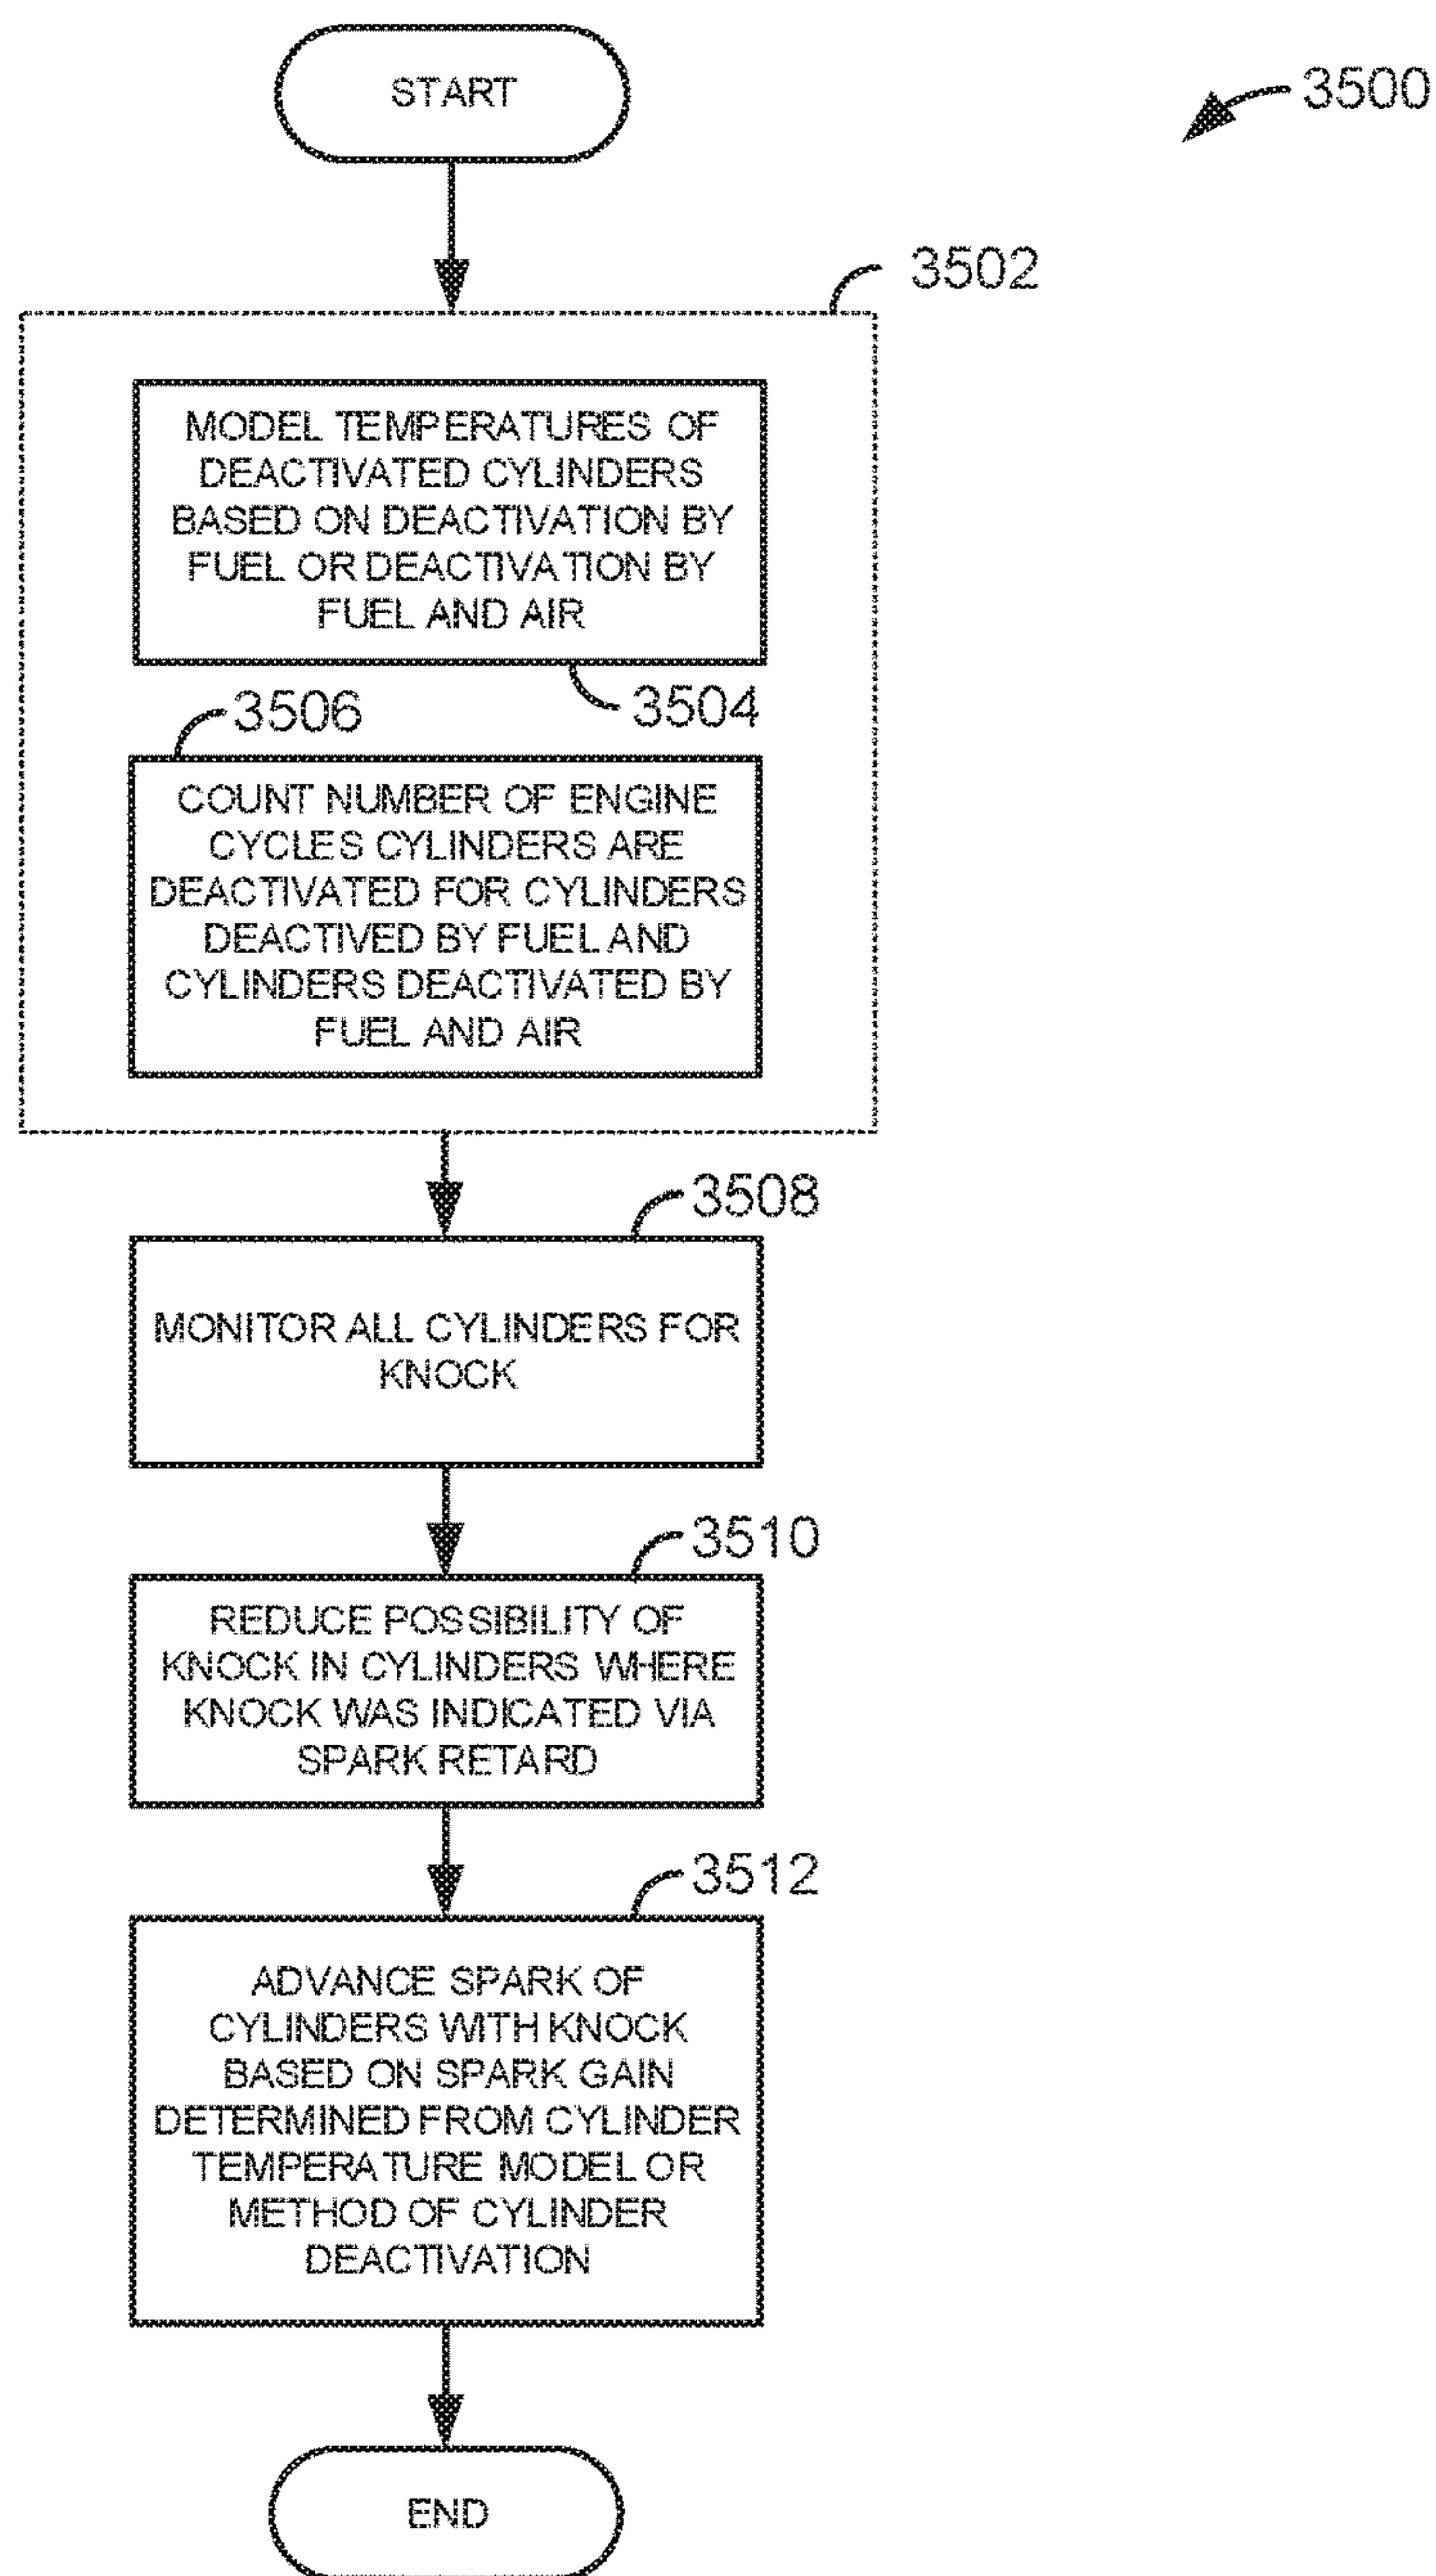 START
3500
3502
MODEL TEMPERATURES OF
DEACTIVATED CYLINDERS
BASED ON DEACTIVATION BY
FUEL OR DEACTIVATION BY
FUEL AND AIR
3504
3506
COUNT NUMBER OF ENGINE
CYCLES CYLINDERS ARE
DEACTIVATED FOR CYLINDERS
DEACTIVED BY FUEL AND
CYLINDERS DEACTIVATED BY
FUEL AND AIR
3508
MONITOR ALL CYLINDERS FOR
KNOCK
3510
REDUCE POSSIBILITY OF
KNOCK IN CYLINDERS WHERE
KNOCK WAS INDICATED VIA
SPARK RETARD
3512
ADVANCE SPARK OF
CYLINDERS WITH KNOCK
BASED ON SPARK GAIN
DETERMINED FROM CYLINDER
TEMPERATURE MODEL OR
METHOD OF CYLINDER
DEACTIVATION
END